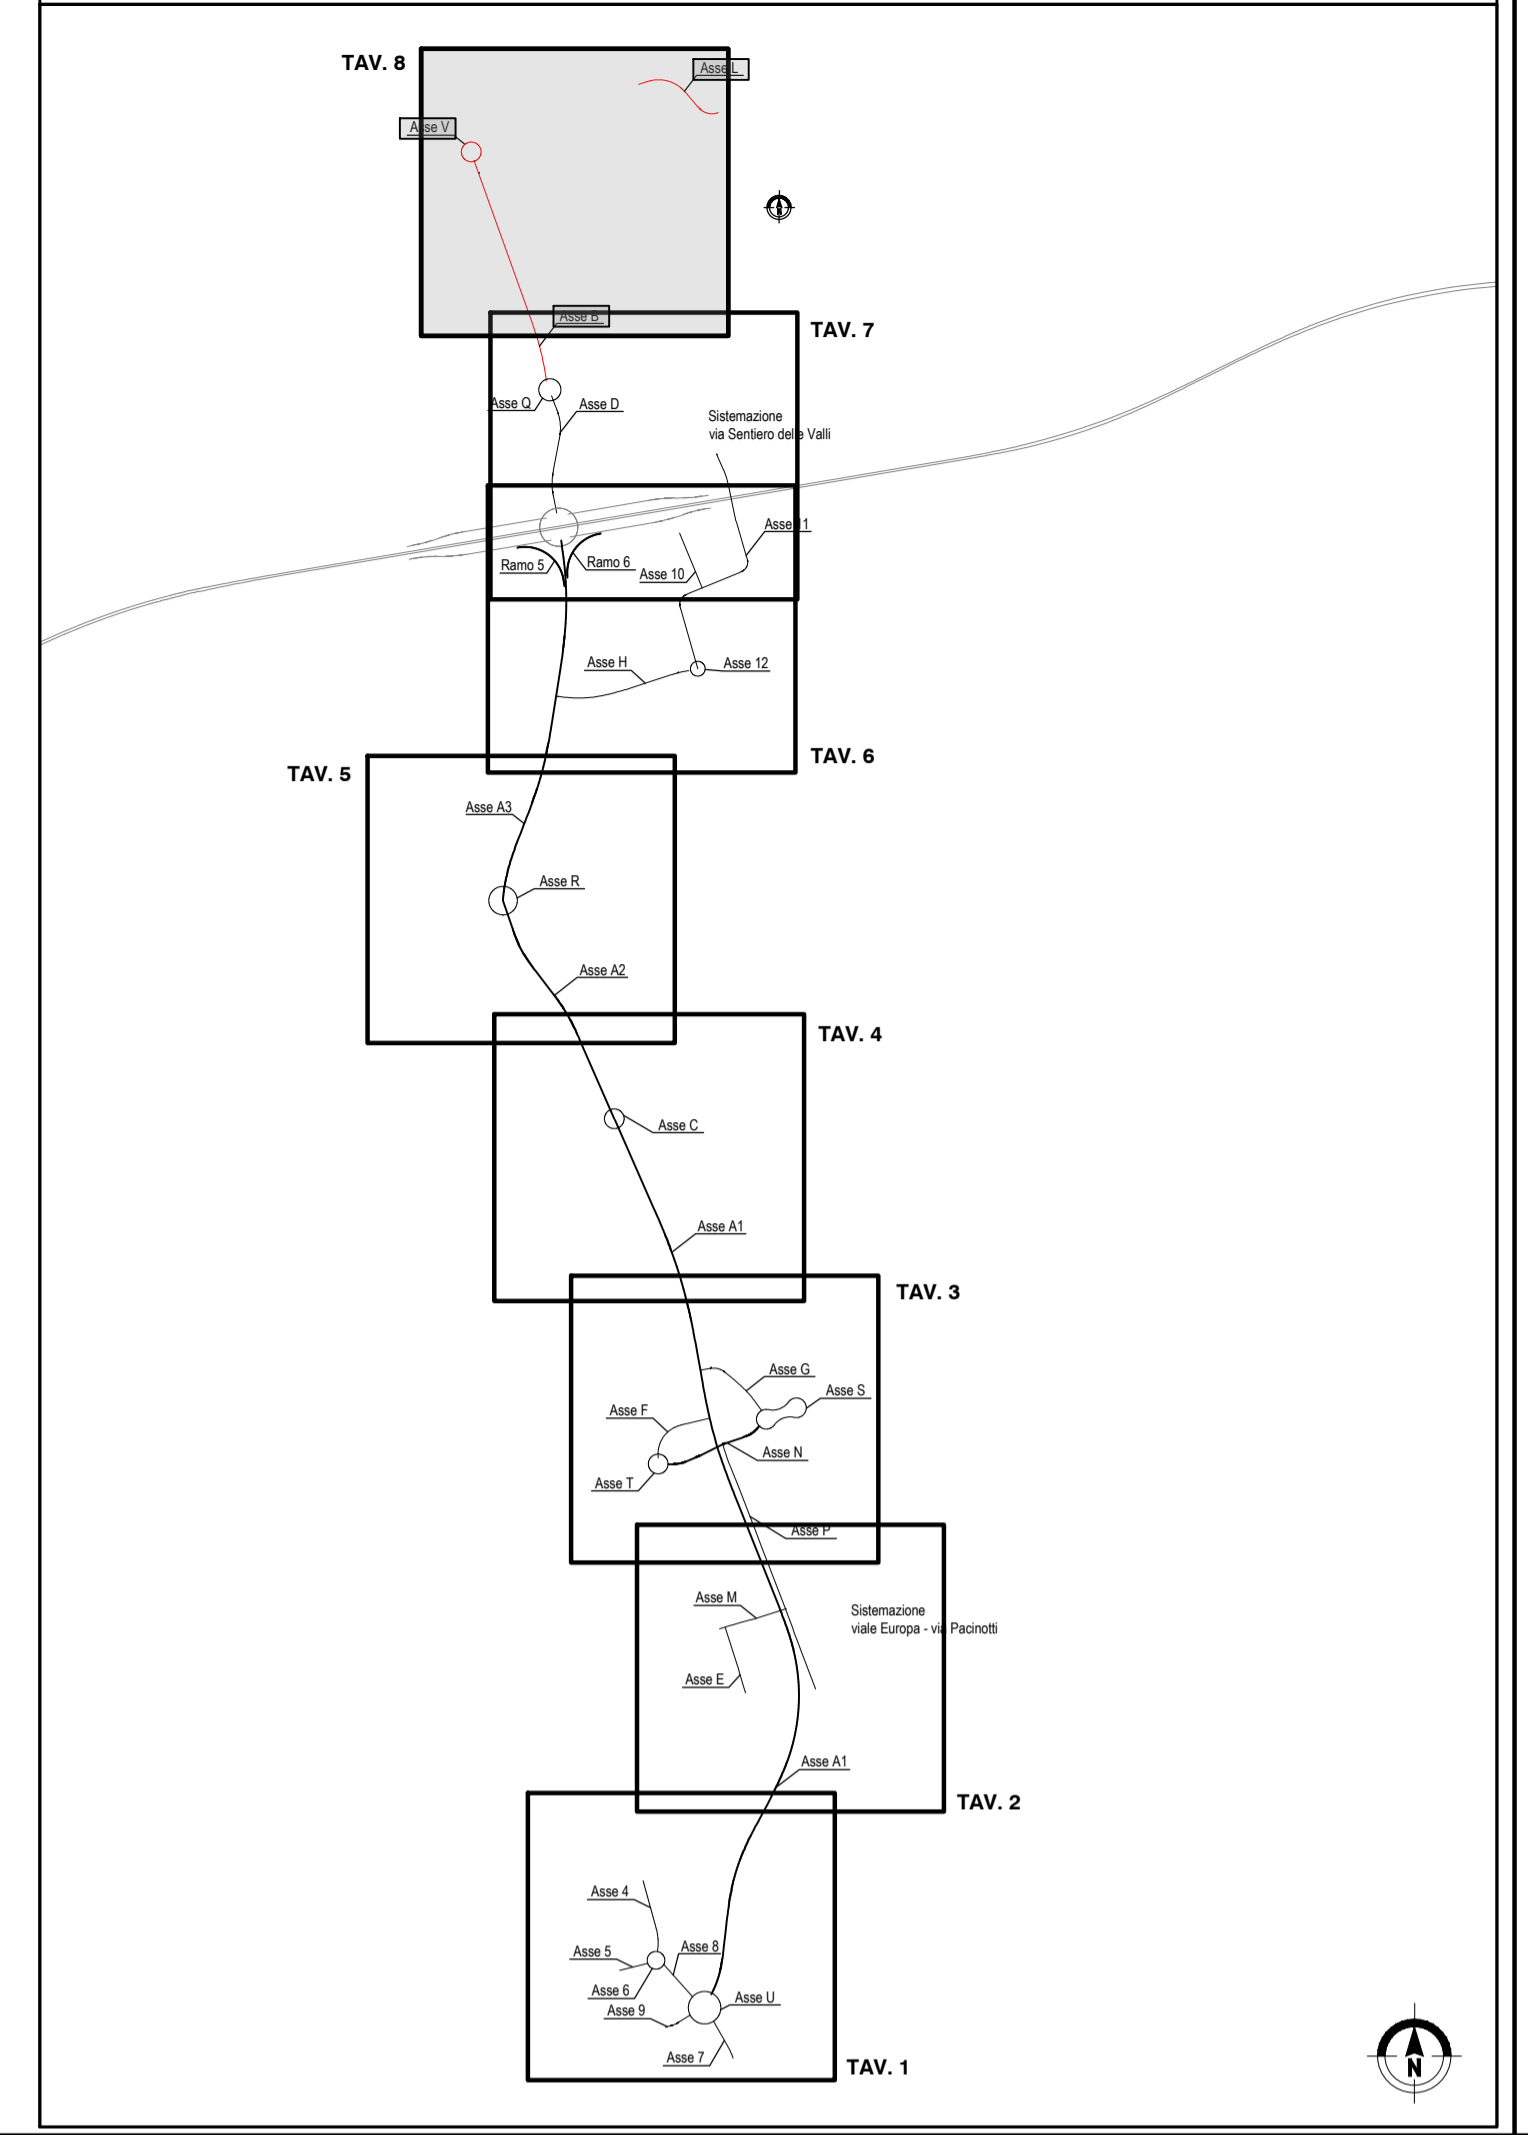 TAV. 8
Asse L
Asse V
Asse B
TAV. 7
Asse Q
Asse D
Sistemazione
via Sentiero delle Valli
Asse 11
Ramo 5
Ramo 6
Asse 10
Asse H
Asse 12
TAV. 6
TAV. 5
Asse A3
Asse R
Asse A2
TAV. 4
Asse C
Asse A1
TAV. 3
Asse G
Asse S
Asse F
Asse N
Asse T
Asse P
Asse M
Sistemazione
viale Europa - via Pacinotti
Asse E
Asse A1
TAV. 2
Asse 4
Asse 8
Asse 5
Asse 6
Asse U
Asse 9
Asse 7
TAV. 1
N
N